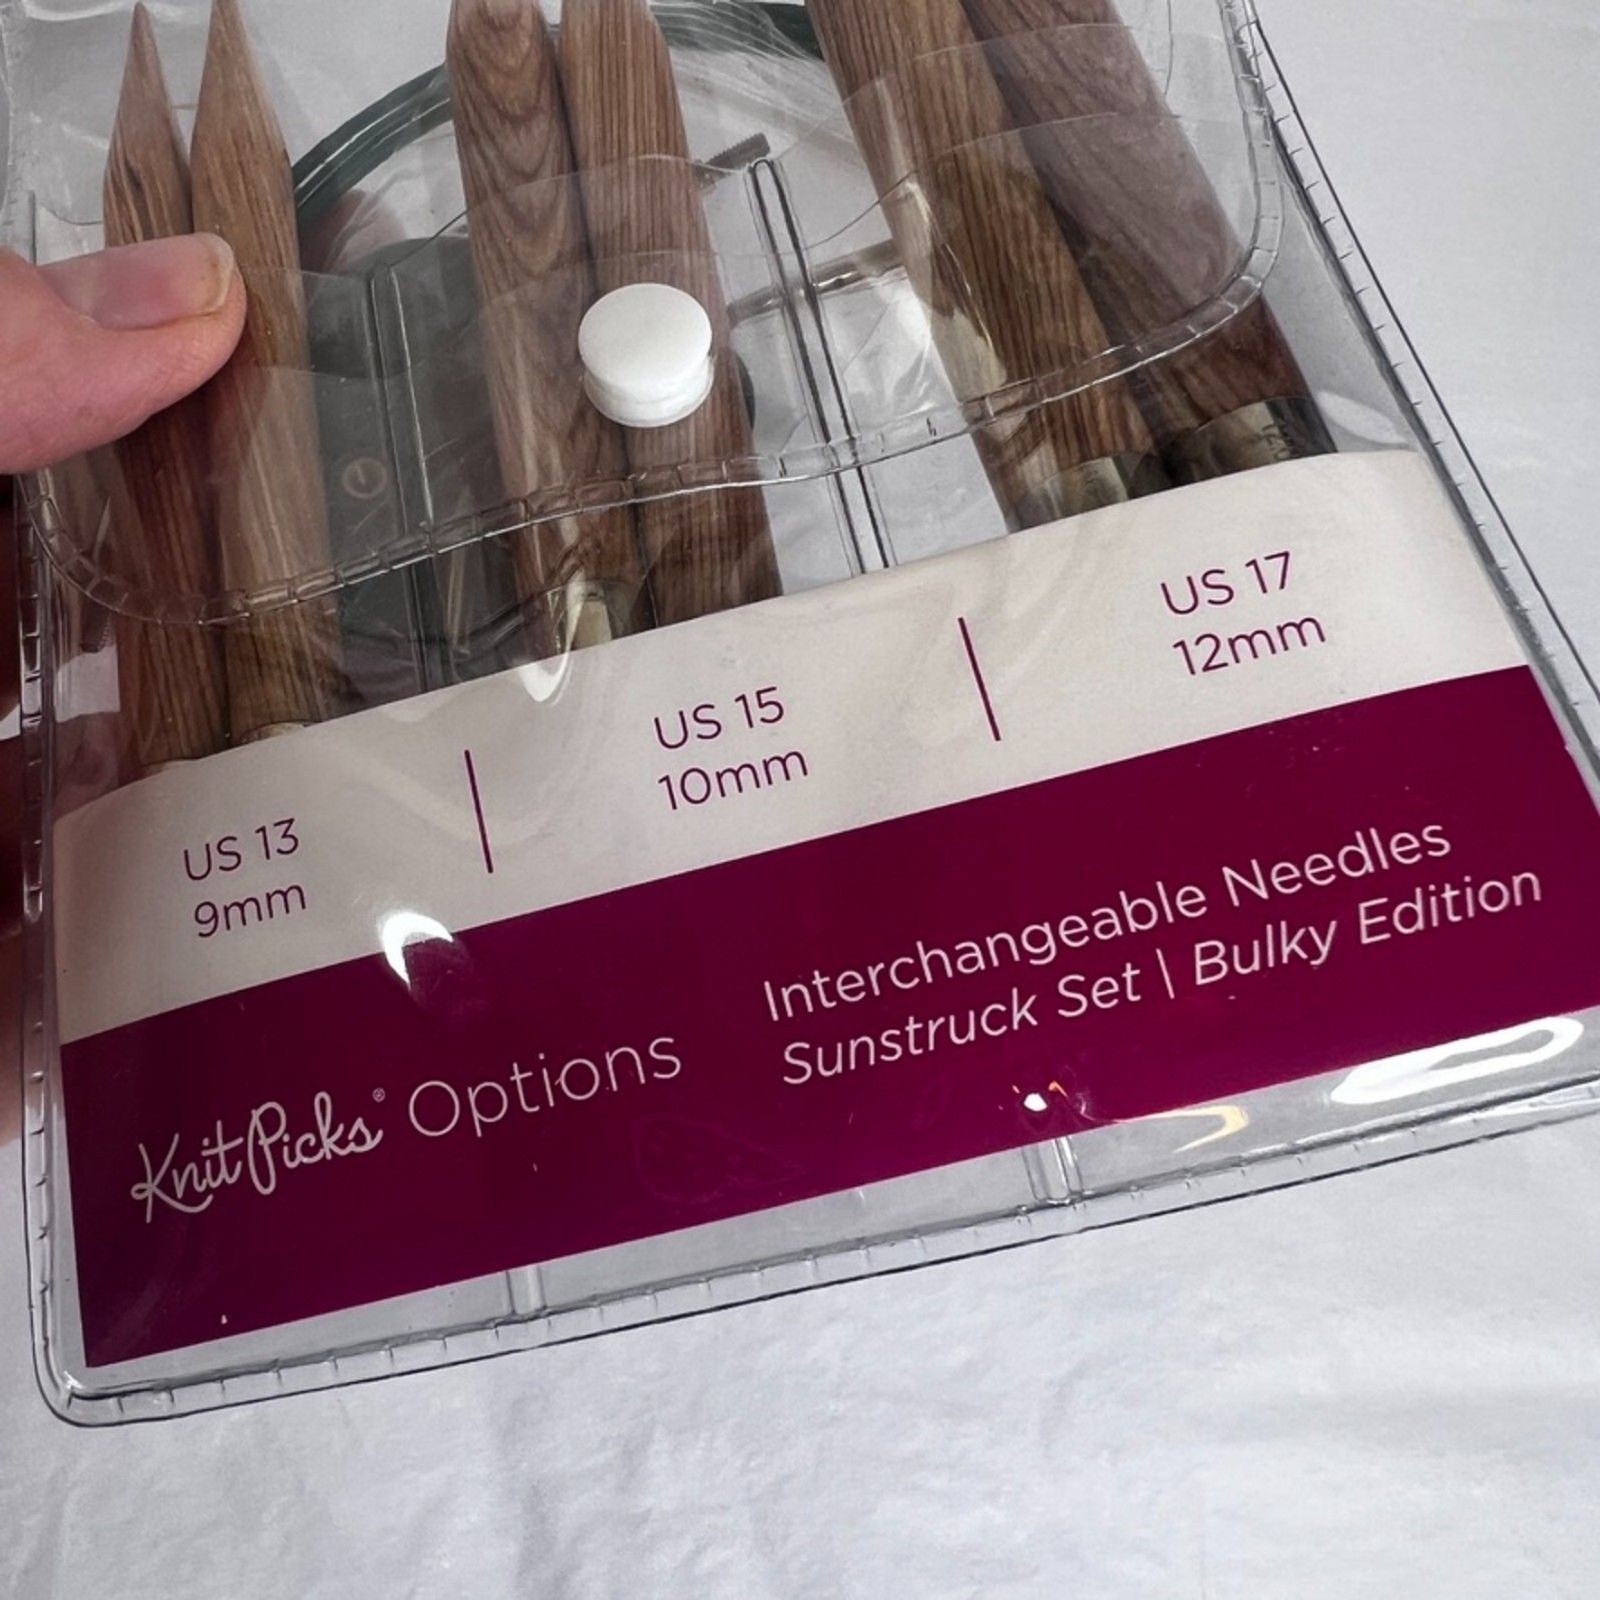 US 13
9mm
US 15
10mm
US 17
12mm
KnitPicks® Options
Interchangeable Needles
Sunstruck Set | Bulky Edition